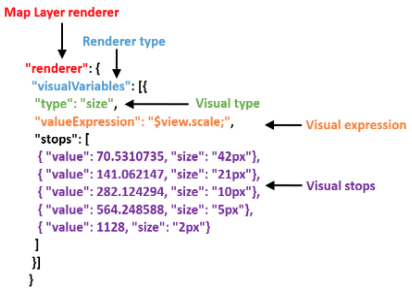 Map Layer renderer
Renderer type
"renderer": {
"visualVariables": [{
"type": "size",
Visual type
"valueExpression": "$view.scale;",
Visual expression
"stops": [
{ "value": 70.5310735, "size": "42px"},
{ "value": 141.062147, "size": "21px"},
{ "value": 282.124294, "size": "10px"},
Visual stops
{ "value": 564.248588, "size": "5px"},
{ "value": 1128, "size": "2px"}
]
}]
}